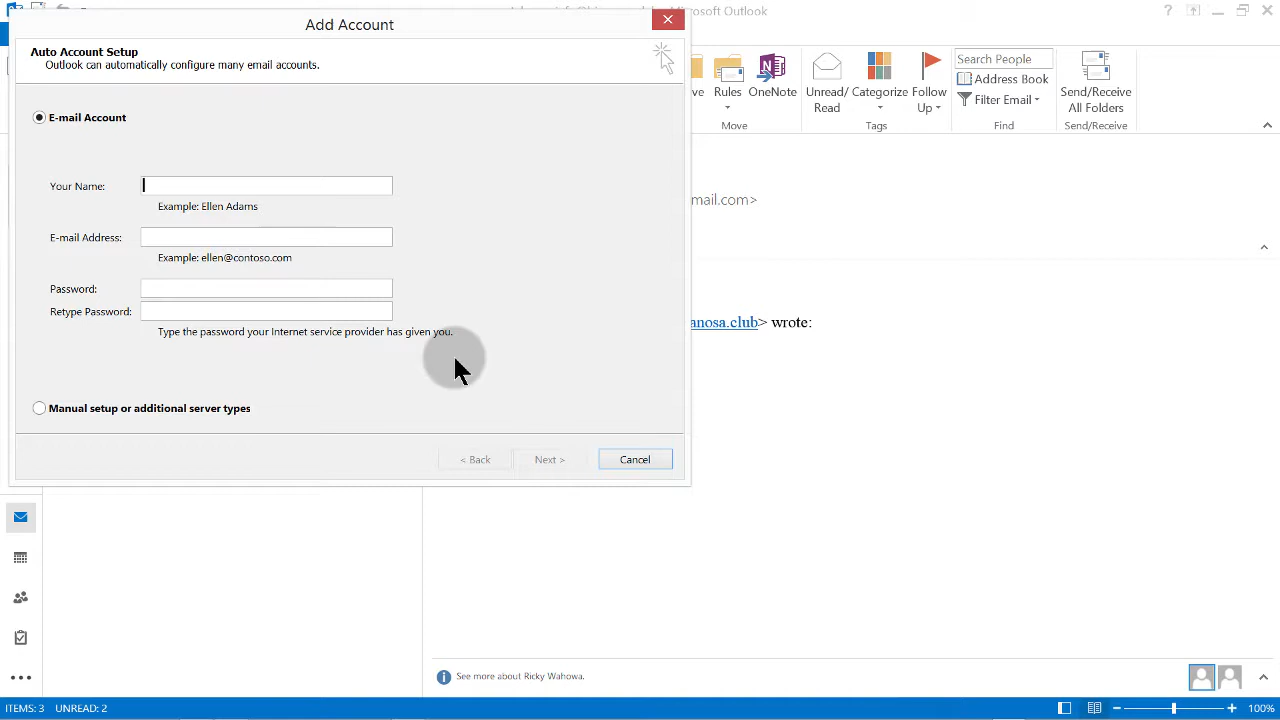 Add Account
Microsoft Outlook
Auto Account Setup
Outlook can automatically configure many email accounts.
E-mail Account
Your Name:
Example: Ellen Adams
E-mail Address:
Example: ellen@contoso.com
Password:
Retype Password:
Type the password your Internet service provider has given you.
Manual setup or additional server types
< Back
Next >
Cancel
Rules
OneNote
Unread/
Read
Categorize
Follow
Up
Search People
Address Book
Filter Email
Send/Receive
All Folders
Move
Tags
Find
Send/Receive
mail.com>
anosa.club> wrote:
See more about Ricky Wahowa.
ITEMS: 3 UNREAD: 2
100%